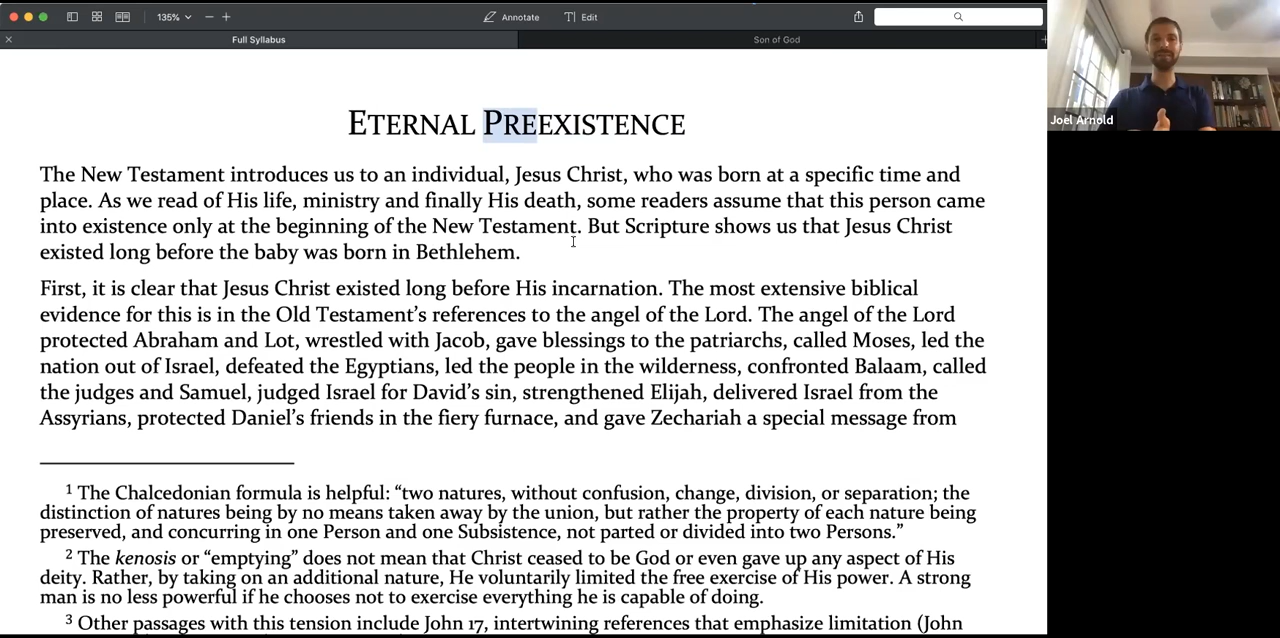 135%
Annotate
Edit
Full Syllabus
Son of God
Joel Arnold
ETERNAL PREEXISTENCE
The New Testament introduces us to an individual, Jesus Christ, who was born at a specific time and
place. As we read of His life, ministry and finally His death, some readers assume that this person came
into existence only at the beginning of the New Testament. But Scripture shows us that Jesus Christ
existed long before the baby was born in Bethlehem.
First, it is clear that Jesus Christ existed long before His incarnation. The most extensive biblical
evidence for this is in the Old Testament's references to the angel of the Lord. The angel of the Lord
protected Abraham and Lot, wrestled with Jacob, gave blessings to the patriarchs, called Moses, led the
nation out of Israel, defeated the Egyptians, led the people in the wilderness, confronted Balaam, called
the judges and Samuel, judged Israel for David's sin, strengthened Elijah, delivered Israel from the
Assyrians, protected Daniel's friends in the fiery furnace, and gave Zechariah a special message from
1 The Chalcedonian formula is helpful: “two natures, without confusion, change, division, or separation; the
distinction of natures being by no means taken away by the union, but rather the property of each nature being
preserved, and concurring in one Person and one Subsistence, not parted or divided into two Persons.”
2 The kenosis or “emptying” does not mean that Christ ceased to be God or even gave up any aspect of His
deity. Rather, by taking on an additional nature, He voluntarily limited the free exercise of His power. A strong
man is no less powerful if he chooses not to exercise everything he is capable of doing.
3 Other passages with this tension include John 17, intertwining references that emphasize limitation (John